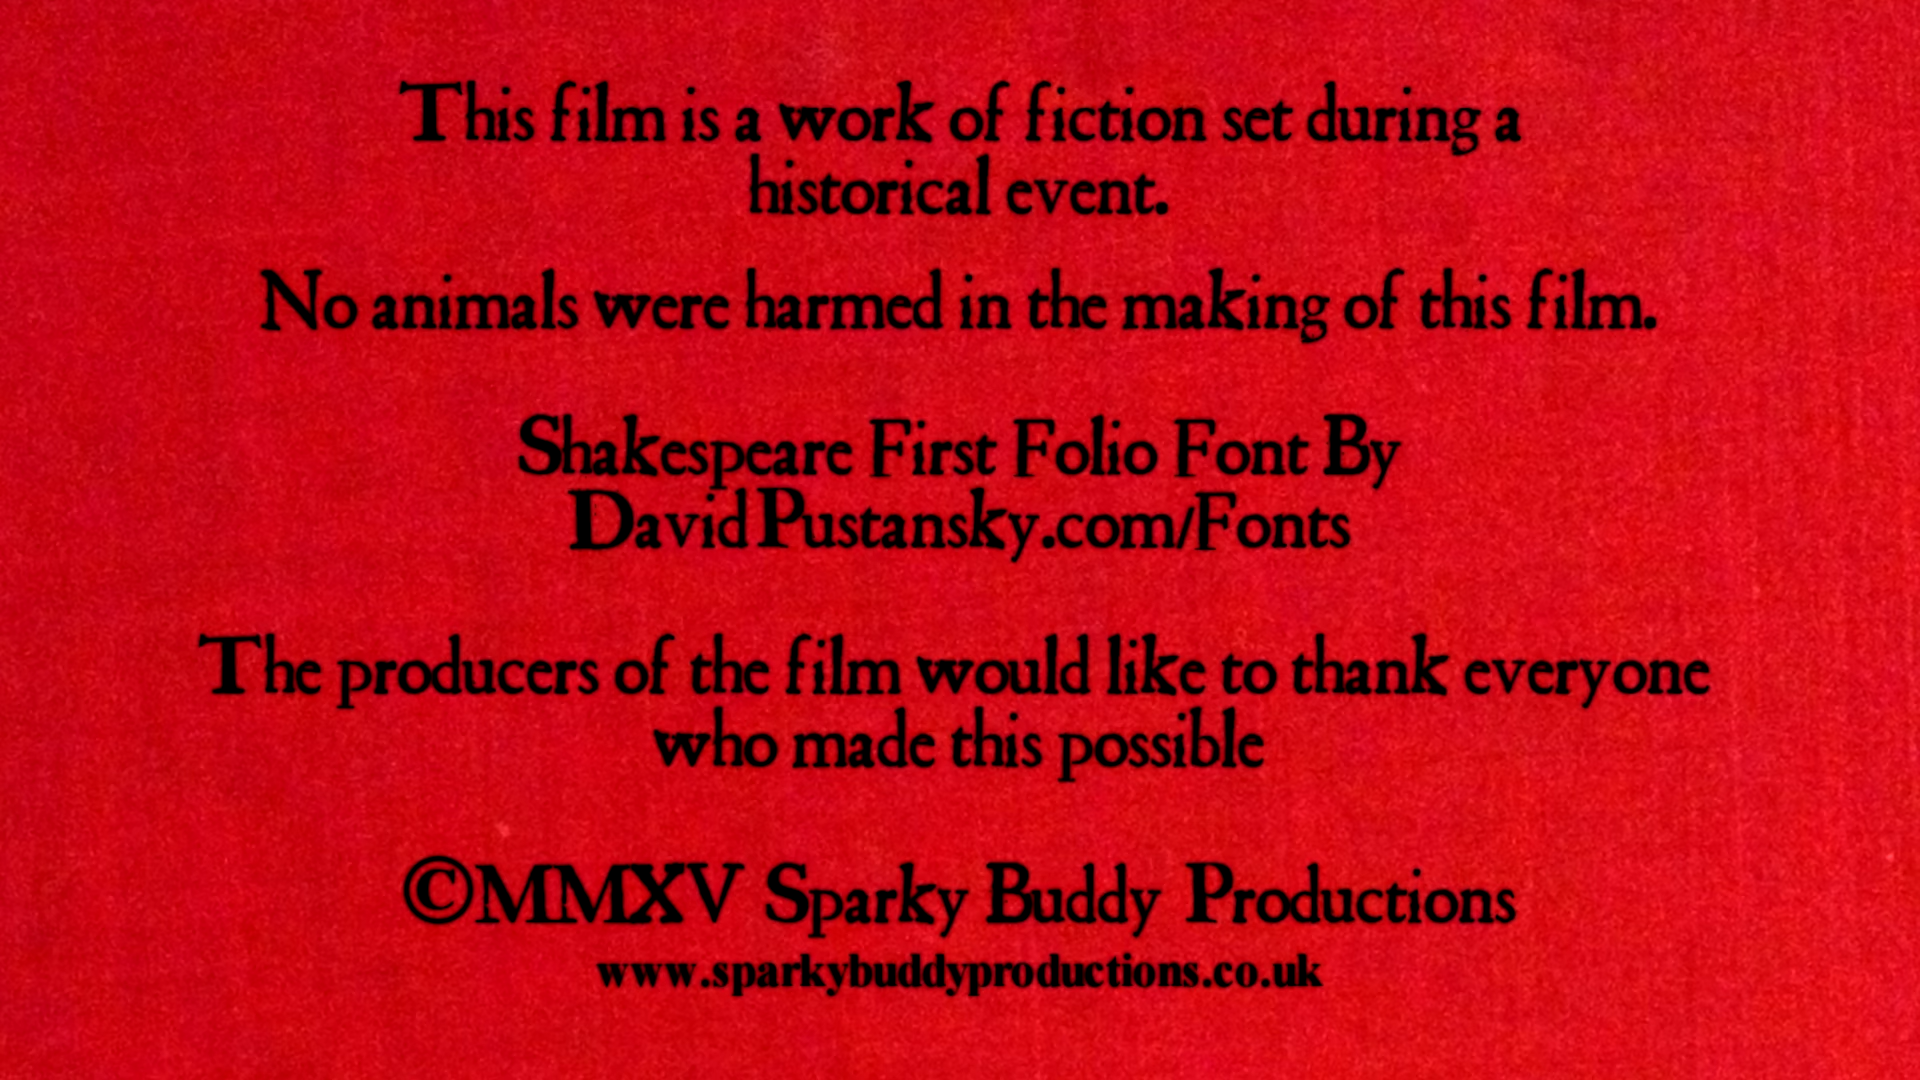 This film is a work of fiction set during a
historical event.
No animals were harmed in the making of this film.
Shakespeare First Folio Font By
DavidPustansky.com/Fonts
The producers of the film would like to thank everyone
who made this possible
©MMXV Sparky Buddy Productions
www.sparkybuddyproductions.co.uk